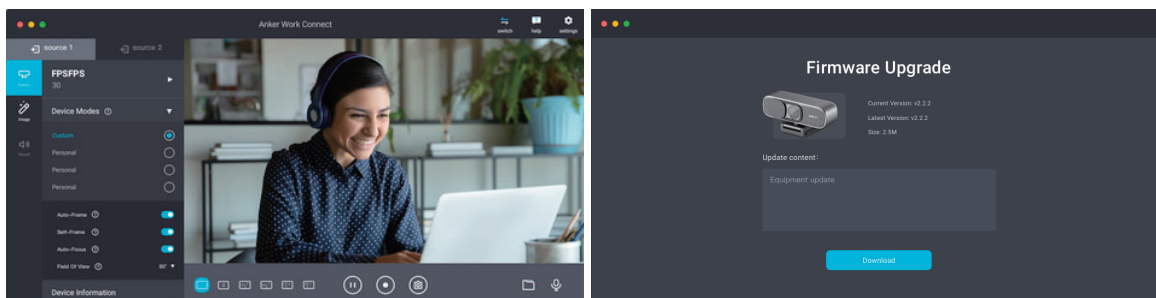 Anker Work Connect
switch
help
settings
source 1
source 2
FPSFPS
30
Device Modes
Image
Custom
Personal
Personal
Personal
Auto-Frame
Self-Frame
Auto-Focus
Field Of View
90°
Device Information
Firmware Upgrade
Current Version: v2.2.2
Latest Version: v2.2.2
Size: 2.5M
Update content:
Equipment update
Download